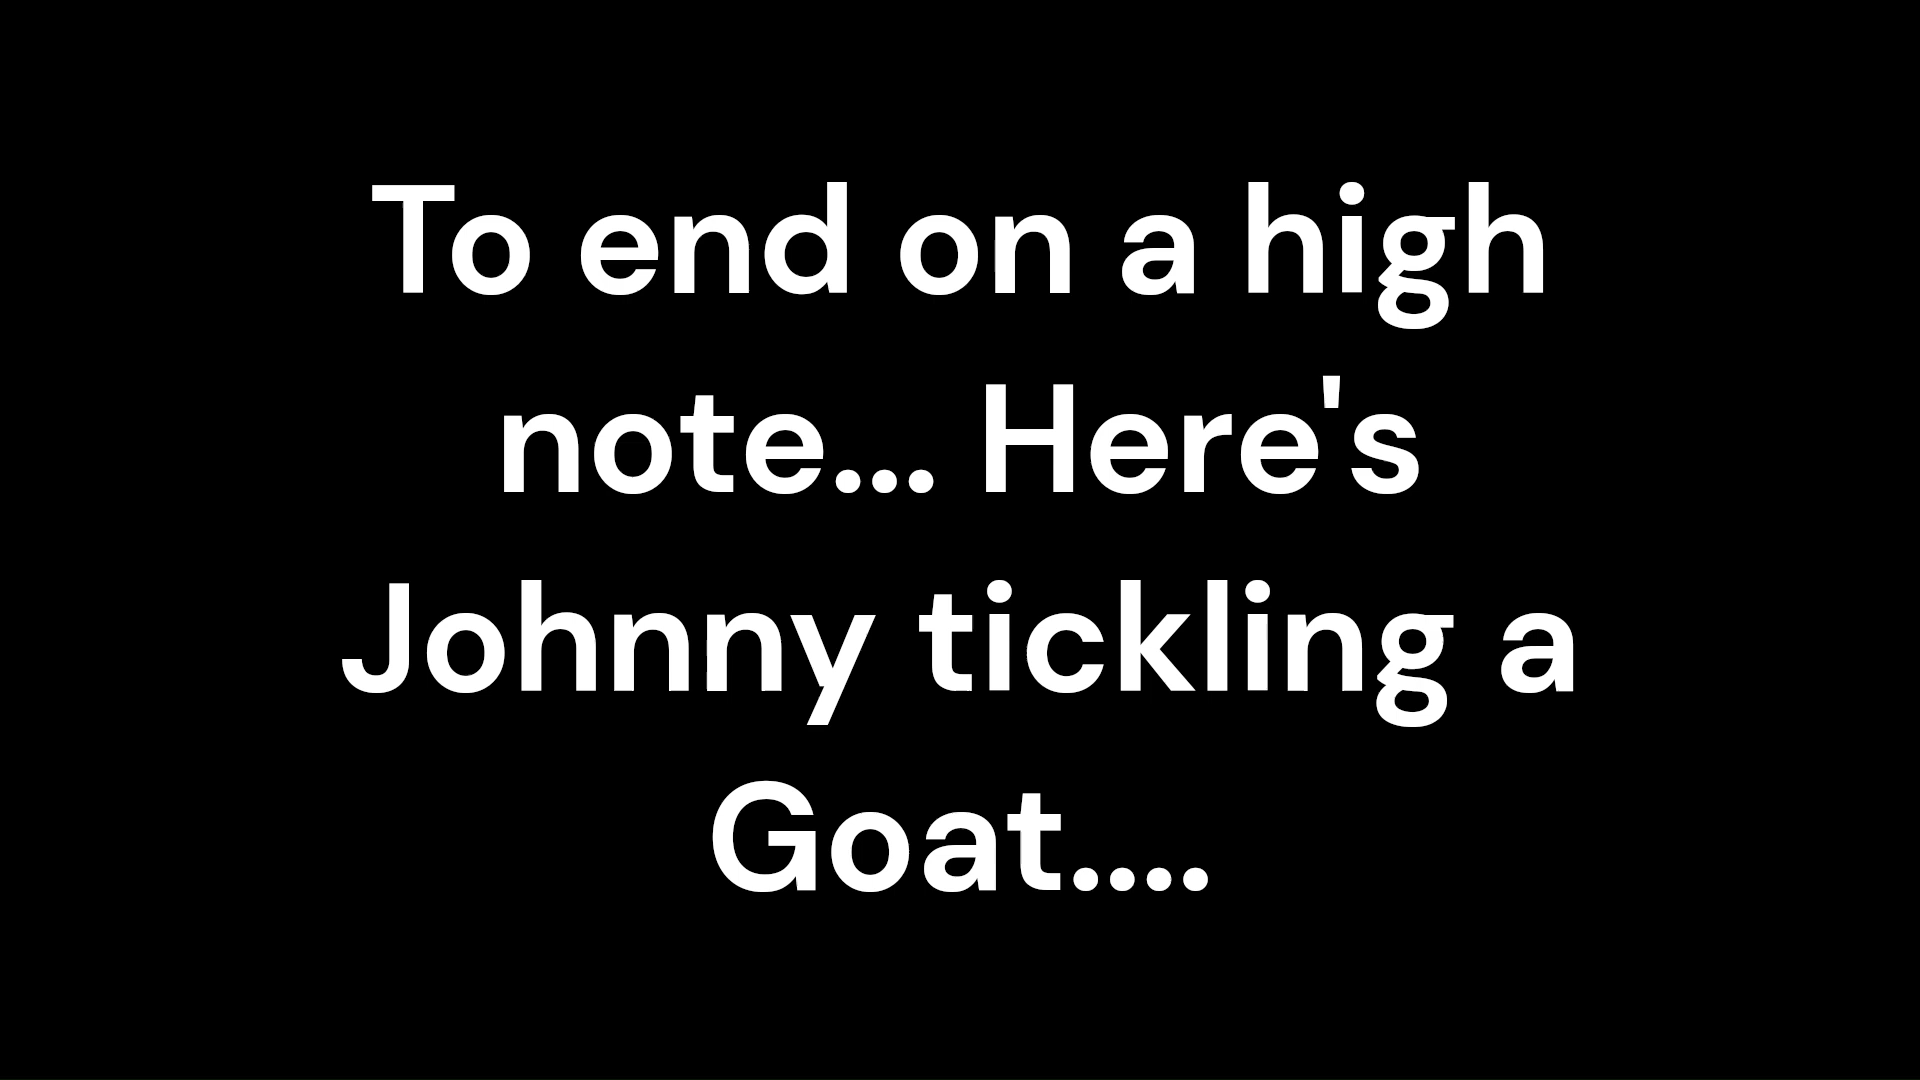 To end on a high
note... Here's
Johnny tickling a
Goat....